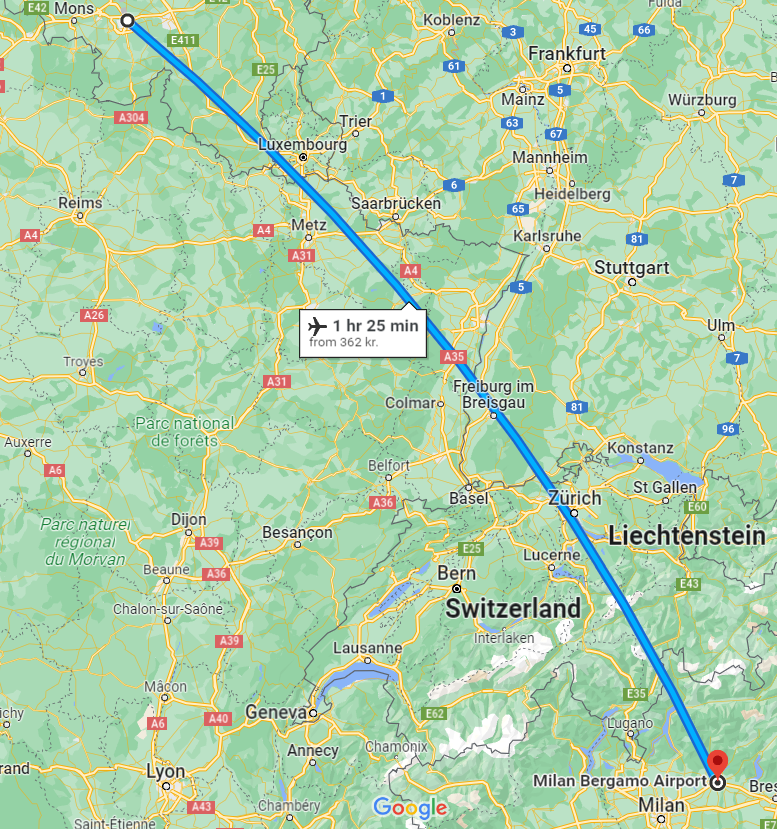 E42
Mons
E42
Fulda
Koblenz
3
45
66
E411
Frankfurt
E25
61
1
Mainz
5
Würzburg
A304
Trier
63
67
Luxembourg
Mannheim
7
6
Heidelberg
Reims
Saarbrücken
65
A4
A4
Metz
Karlsruhe
81
A31
A4
Stuttgart
5
A26
1 hr 25 min
from 362 kr.
Ulm
Troyes
A35
7
A31
Freiburg im
Breisgau
Colmar
81
Parc national
de forêts
96
Auxerre
Konstanz
A6
Belfort
St Gallen
Basel
Zürich
A36
E60
Parc naturel
régional
du Morvan
Dijon
Besançon
Liechtenstein
A39
E25
Lucerne
Beaune
A36
Bern
E43
Chalon-sur-Saône
Switzerland
A39
Interlaken
Lausanne
Mâcon
E35
Geneva
A6
A40
E62
Lugano
Annecy
Chamonix
Lyon
Milan Bergamo Airport
A43
Chambéry
Google
Milan
Saint-Étienne